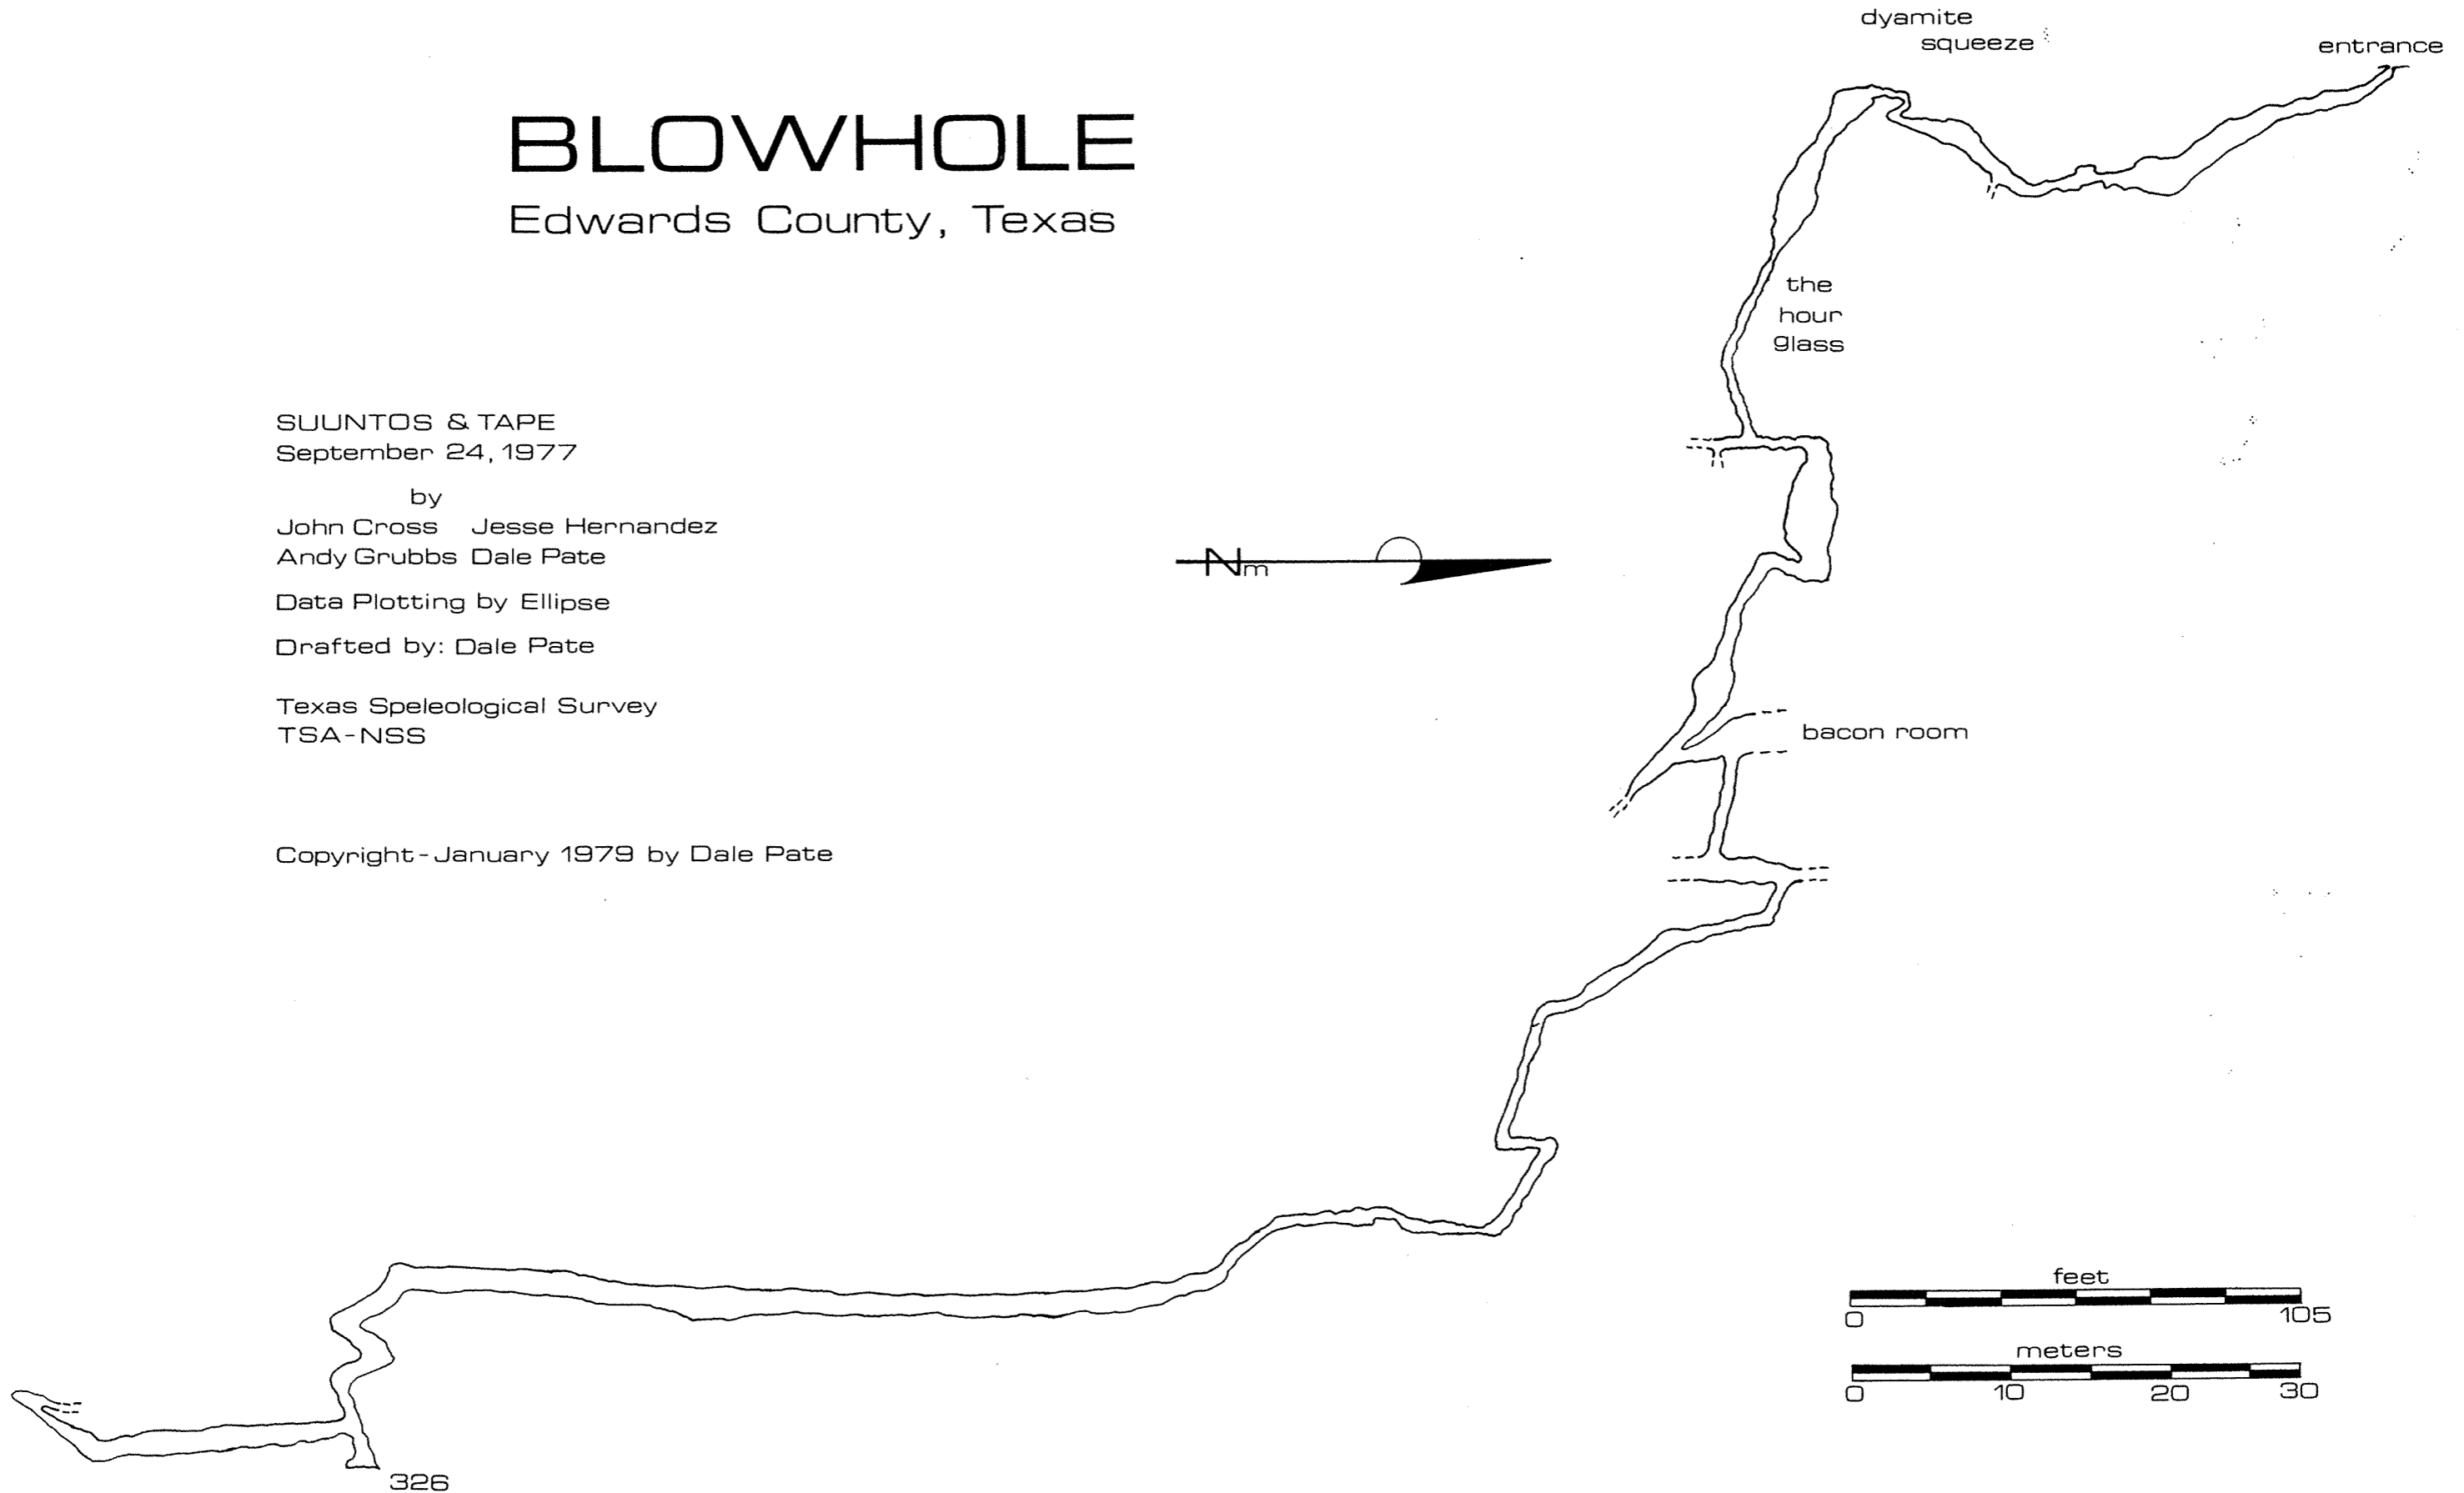 dyamite
squeeze
entrance
BLOWHOLE
Edwards County, Texas
the
hour
glass
SUUNTOS & TAPE
September 24, 1977
by
John Cross Jesse Hernandez
Andy Grubbs Dale Pate
Nm
Data Plotting by Ellipse
Drafted by: Dale Pate
Texas Speleological Survey
TSA-NSS
bacon room
Copyright-January 1979 by Dale Pate
feet
0 105
meters
0 10 20 30
326